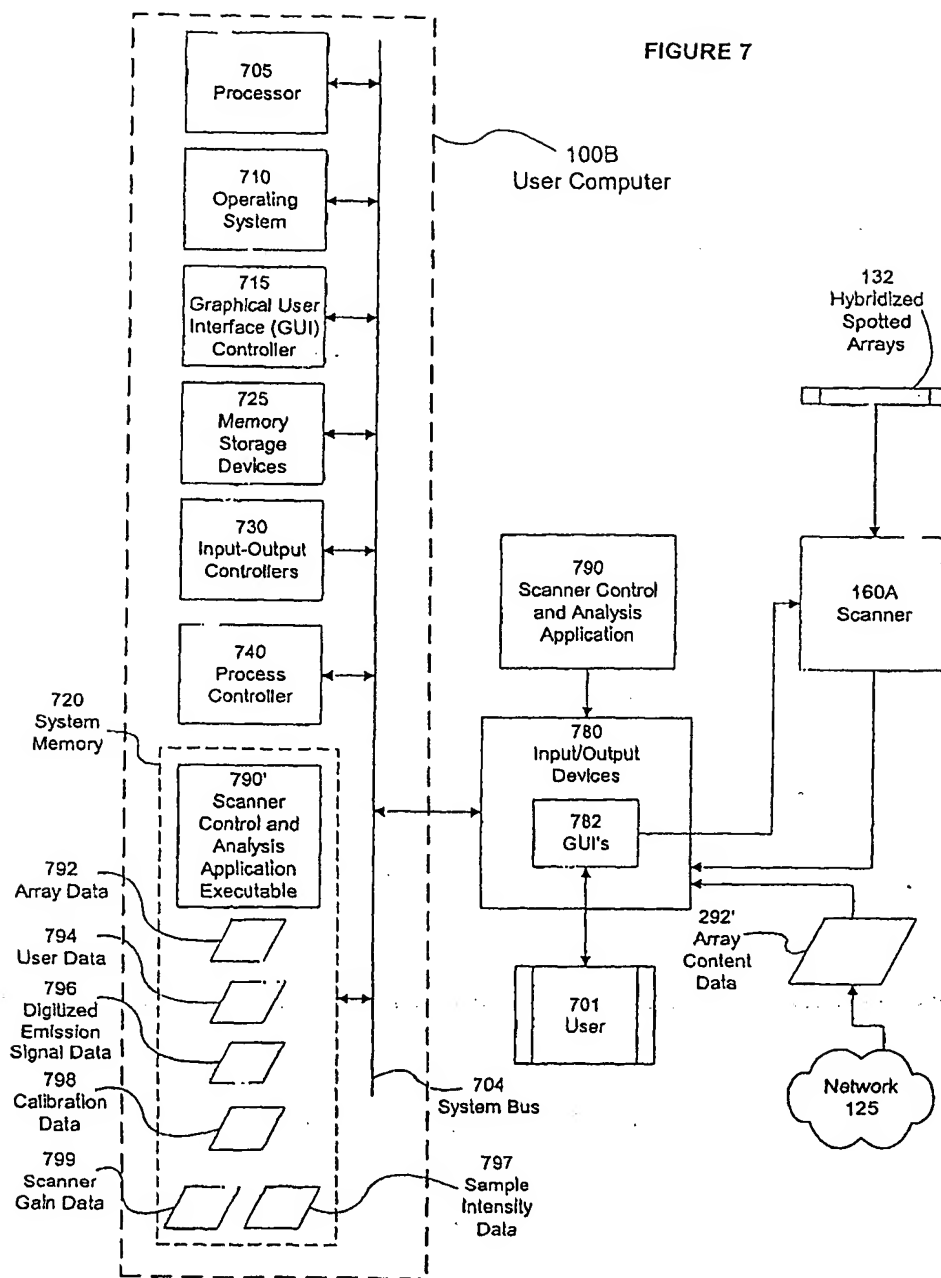 FIGURE 7
705
Processor
100B
User Computer
710
Operating
System
715
Graphical User
Interface (GUI)
Controller
132
Hybridized
Spotted
Arrays
725
Memory
Storage
Devices
730
Input-Output
Controllers
790
Scanner Control
and Analysis
Application
160A
Scanner
740
Process
Controller
720
System
Memory
780
Input/Output
Devices
782
GUI's
790'
Scanner
Control and
Analysis
Application
Executable
792
Array Data
292'
Array
Content
Data
794
User Data
701
User
796
Digitized
Emission
Signal Data
704
System Bus
Network
125
798
Calibration
Data
799
Scanner
Gain Data
797
Sample
Intensity
Data